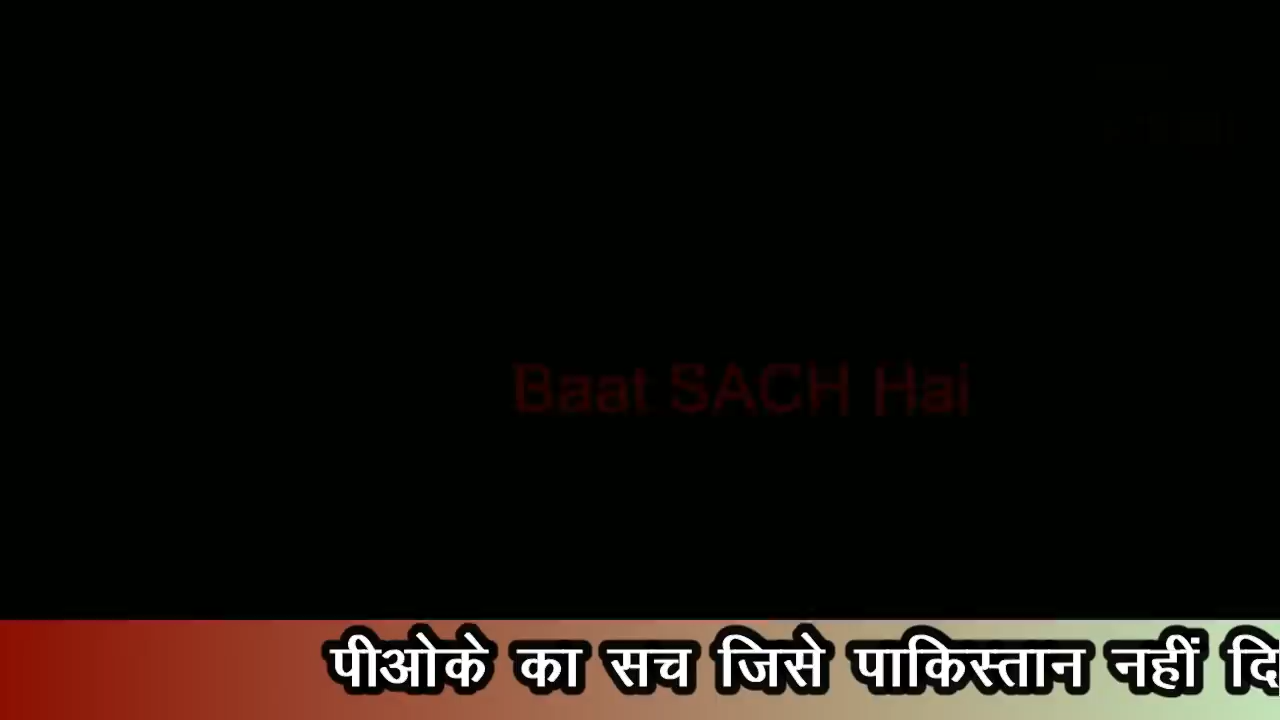 Baat SACH Hai
पीओके का सच जिसे पाकिस्तान नहीं दि